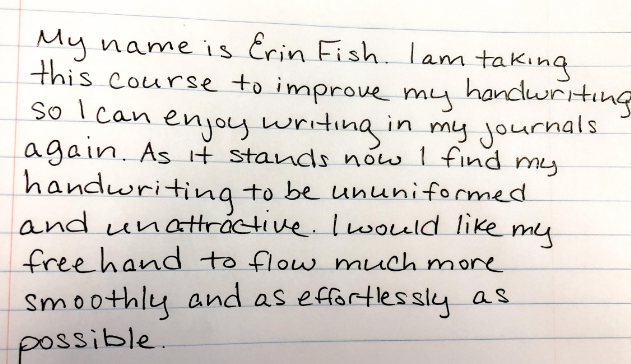 My name is Erin Fish. I am taking
this course to improve my handwriting
so I can enjoy writing in my journals
again. As it stands now I find my
handwriting to be ununiformed
and unattractive. I would like my
freehand to flow much more
smoothly and as effortlessly as
possible.